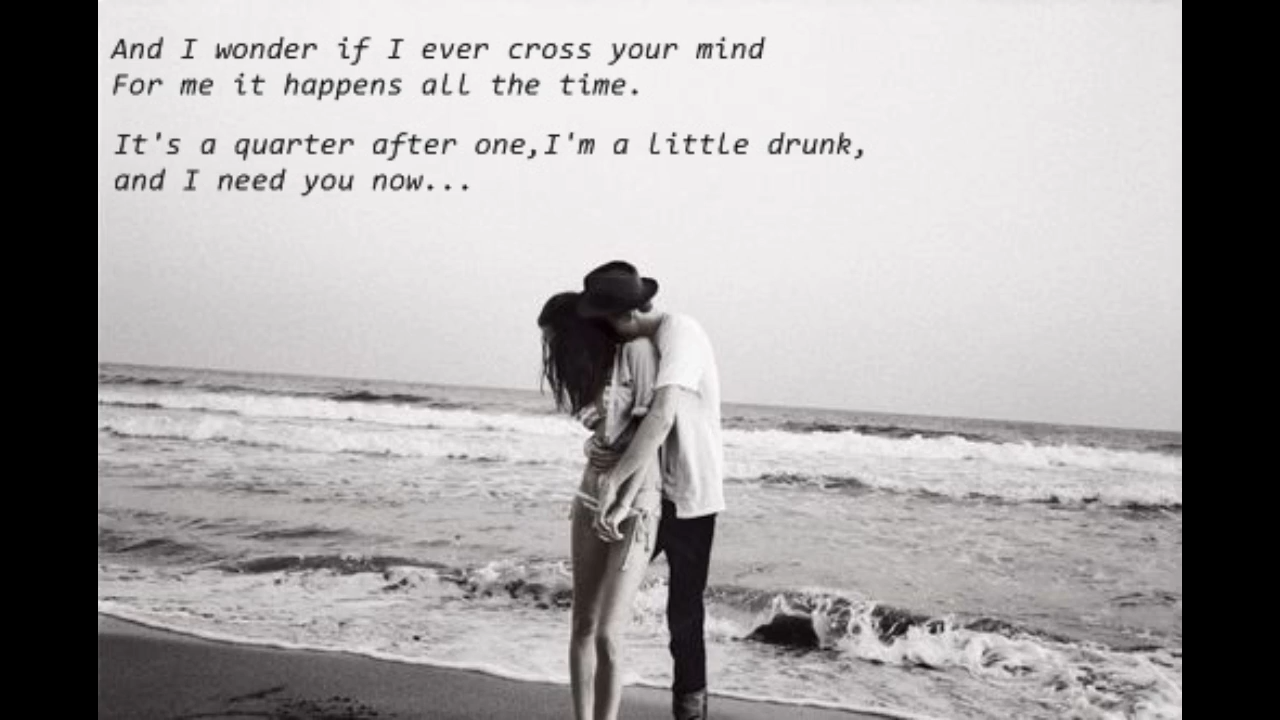 And I wonder if I ever cross your mind
For me it happens all the time.
It's a quarter after one,I'm a little drunk,
and I need you now...